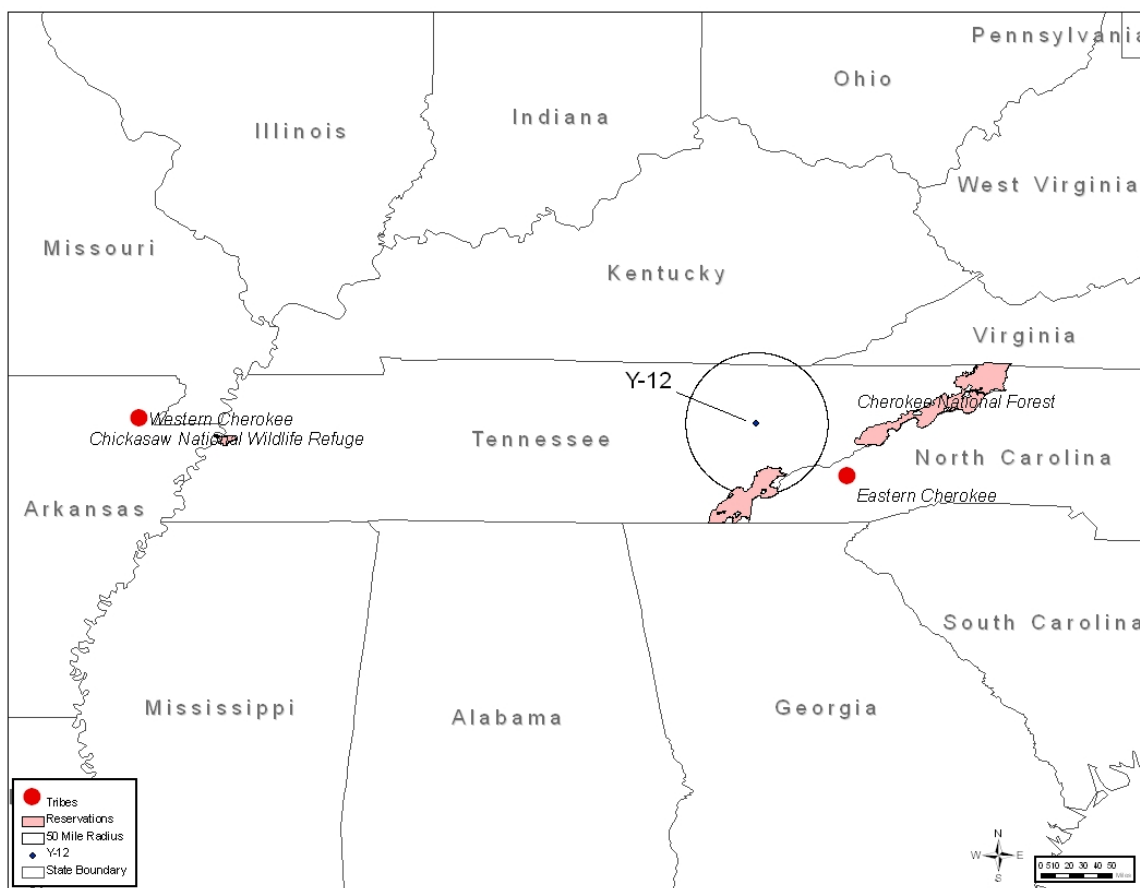 Pennsylvania
Ohio
Indiana
Illinois
West Virginia
Missouri
Kentucky
Virginia
Y-12
Cherokee National Forest
Western Cherokee
Chickasaw National Wildlife Refuge
Tennessee
North Carolina
Eastern Cherokee
Arkansas
South Carolina
Mississippi
Alabama
Georgia
Tribes
Reservations
50 Mile Radius
Y-12
State Boundary
N
W E
S
0 510 20 30 40 50
Miles